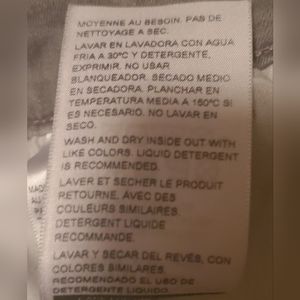 MOYENNE AU BESOIN. PAS DE
NETTOYAGE A SEC.
LAVAR EN LAVADORA CON AGUA
FRIA A 30ºC Y DETERGENTE,
EXPRIMIR. NO USAR
BLANQUEADOR. SECADO MEDIO
EN SECADORA. PLANCHAR EN
TEMPERATURA MEDIA A 150ºC SI
ES NECESARIO. NO LAVAR EN
SECO.
WASH AND DRY INSIDE OUT WITH
LIKE COLORS. LIQUID DETERGENT
IS RECOMMENDED.
LAVER ET SECHER LE PRODUIT
RETOURNE, AVEC DES
COULEURS SIMILAIRES.
DETERGENT LIQUIDE
RECOMMANDE.
LAVAR Y SECAR DEL REVÉS, CON
COLORES SIMILARES.
RECOMENDADO EL USO DE
DETERGENTE LIQUIDO.